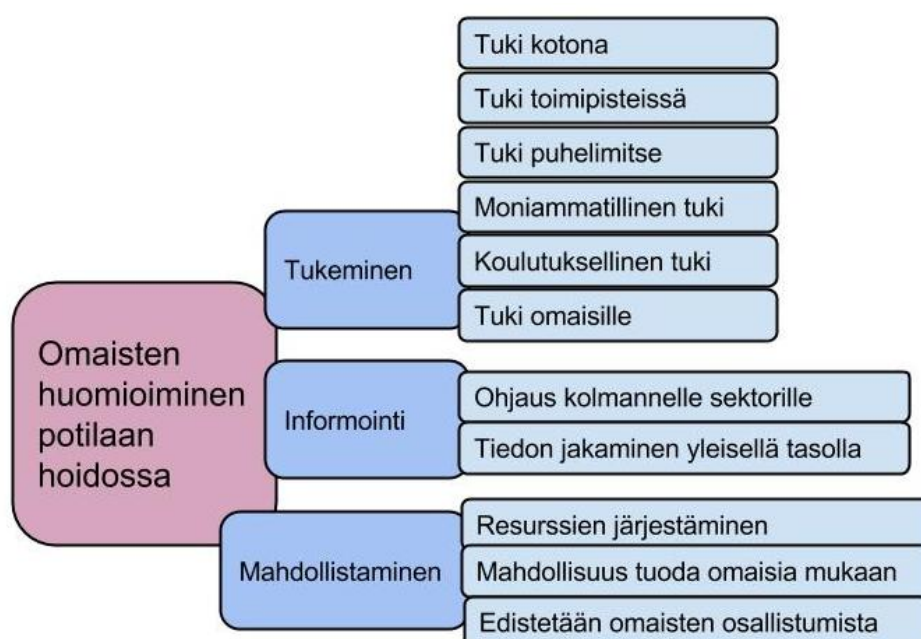 Omaisten
huomioiminen
potilaan
hoidossa
Tukeminen
Tuki kotona
Tuki toimipisteissä
Tuki puhelimitse
Moniammatillinen tuki
Koulutuksellinen tuki
Tuki omaisille
Informointi
Ohjaus kolmannelle sektorille
Tiedon jakaminen yleisellä tasolla
Mahdollistaminen
Resurssien järjestäminen
Mahdollisuus tuoda omaisia mukaan
Edistetään omaisten osallistumista